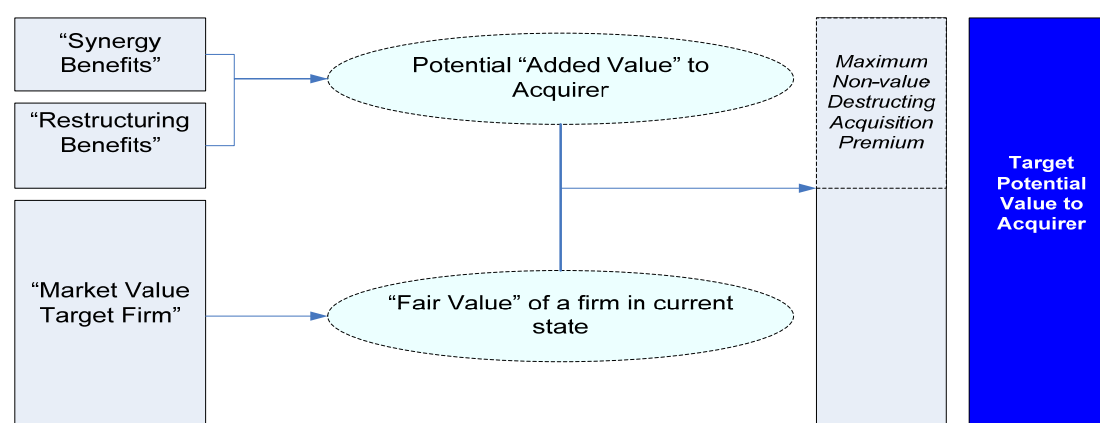 “Synergy
Benefits”
“Restructuring
Benefits”
“Market Value
Target Firm”
Potential “Added Value” to
Acquirer
“Fair Value” of a firm in current
state
Maximum
Non-value
Destructing
Acquisition
Premium
Target
Potential
Value to
Acquirer